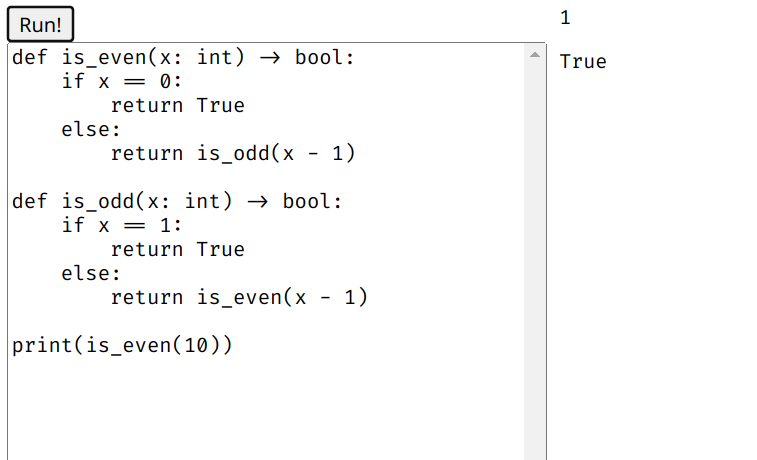 Run!
def is_even(x: int) -> bool:
    if x == 0:
        return True
    else:
        return is_odd(x - 1)

def is_odd(x: int) -> bool:
    if x == 1:
        return True
    else:
        return is_even(x - 1)

print(is_even(10))
1
True